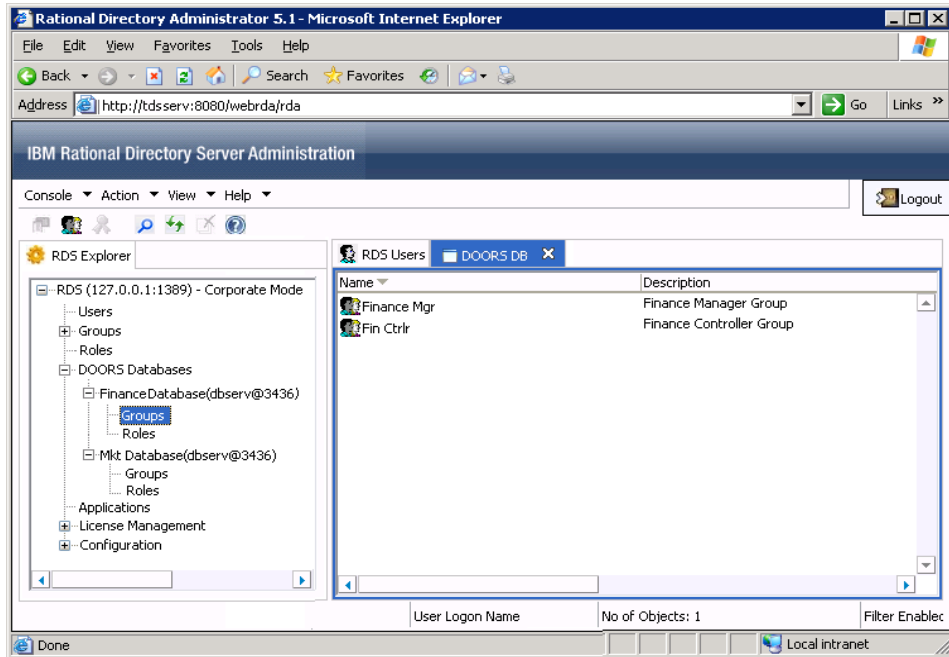 Rational Directory Administrator 5.1 - Microsoft Internet Explorer
File Edit View Favorites Tools Help
Back Search Favorites
Address http://tdsserv:8080/webrda/rda Go Links »
IBM Rational Directory Server Administration
Console Action View Help
Logout
RDS Explorer
RDS Users DOORS DB
RDS (127.0.0.1:1389) - Corporate Mode
Users
Groups
Roles
DOORS Databases
FinanceDatabase(dbserv@3436)
Groups
Roles
Mkt Database(dbserv@3436)
Groups
Roles
Applications
License Management
Configuration
Name Description
Finance Mgr Finance Manager Group
Fin Ctrlr Finance Controller Group
User Logon Name No of Objects: 1 Filter Enablec
Done Local intranet